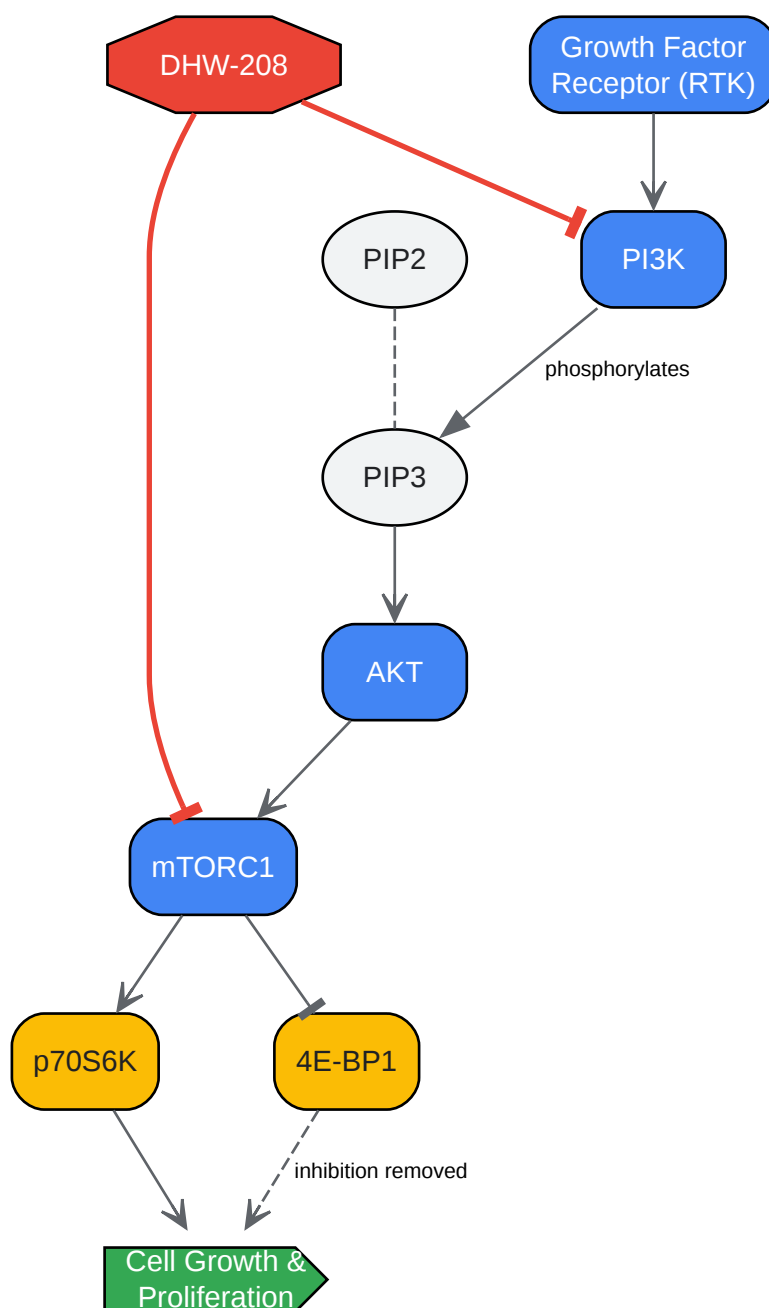 DHW-208
Growth Factor
Receptor (RTK)
PIP2
PI3K
phosphorylates
PIP3
AKT
mTORC1
p70S6K
4E-BP1
inhibition removed
Cell Growth &
Proliferation